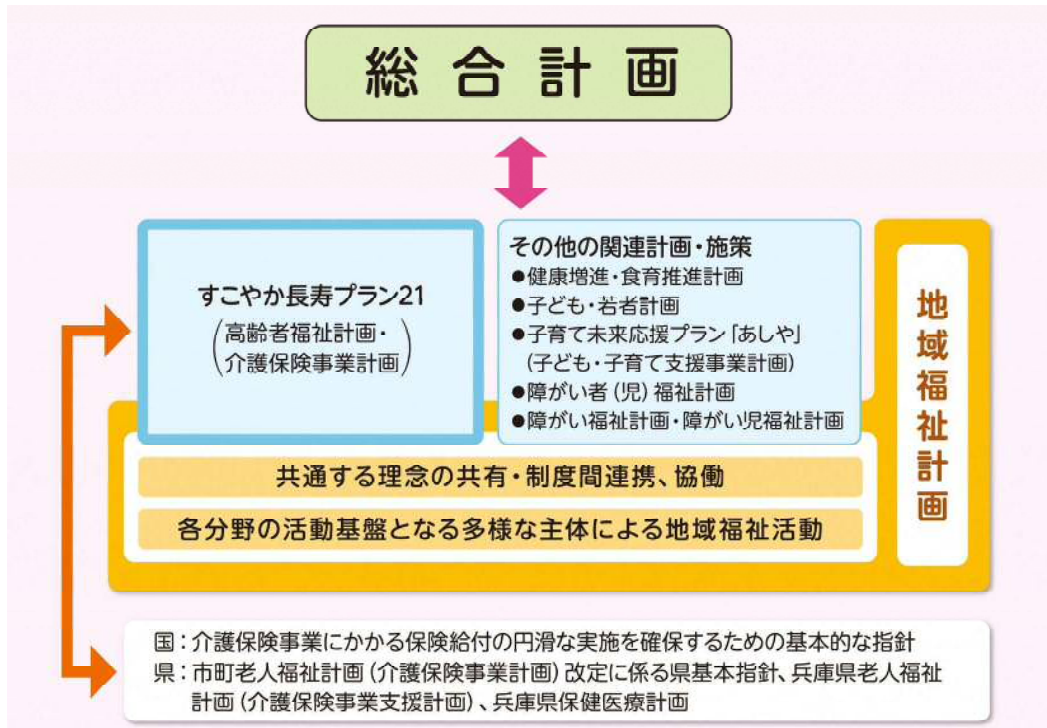 総合計画
すこやか長寿プラン21
(高齢者福祉計画・
介護保険事業計画)
その他の関連計画・施策
●健康増進・食育推進計画
●子ども・若者計画
●子育て未来応援プラン「あしや」
(子ども・子育て支援事業計画)
●障がい者(児)福祉計画
●障がい福祉計画・障がい児福祉計画
地域福祉計画
共通する理念の共有・制度間連携、協働
各分野の活動基盤となる多様な主体による地域福祉活動
国：介護保険事業にかかる保険給付の円滑な実施を確保するための基本的な指針
県：市町老人福祉計画(介護保険事業計画)改定に係る県基本指針、兵庫県老人福祉
計画(介護保険事業支援計画)、兵庫県保健医療計画